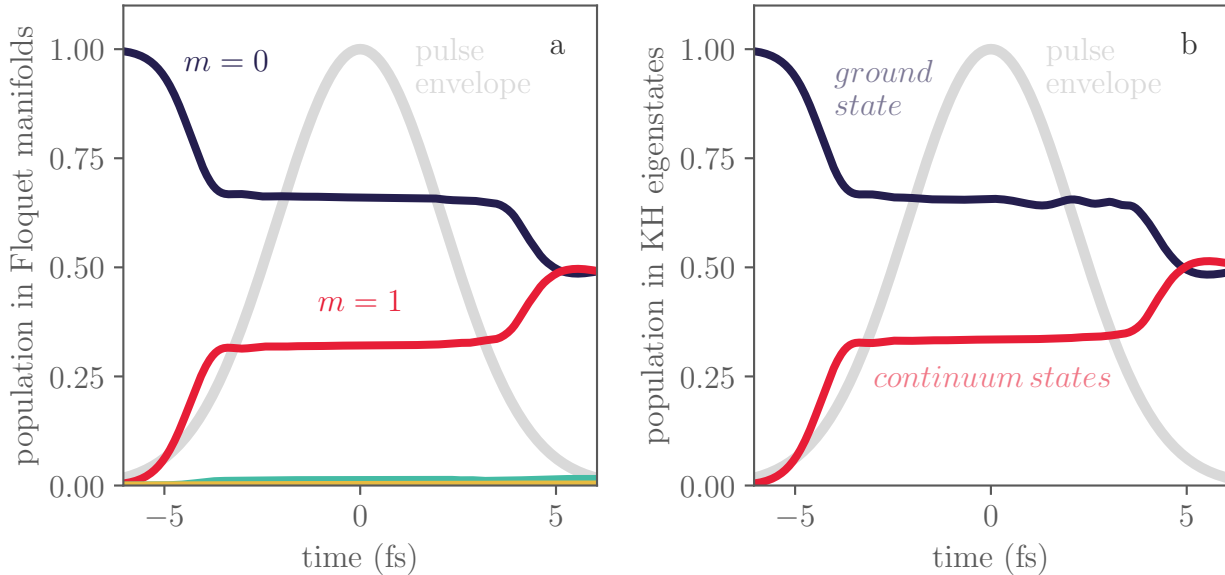 population in Floquet manifolds
1.00
0.75
0.50
0.25
0.00
m = 0
pulse
envelope
a
m = 1
−5
0
5
time (fs)
population in KH eigenstates
1.00
0.75
0.50
0.25
0.00
ground
state
pulse
envelope
b
continuum states
−5
0
5
time (fs)